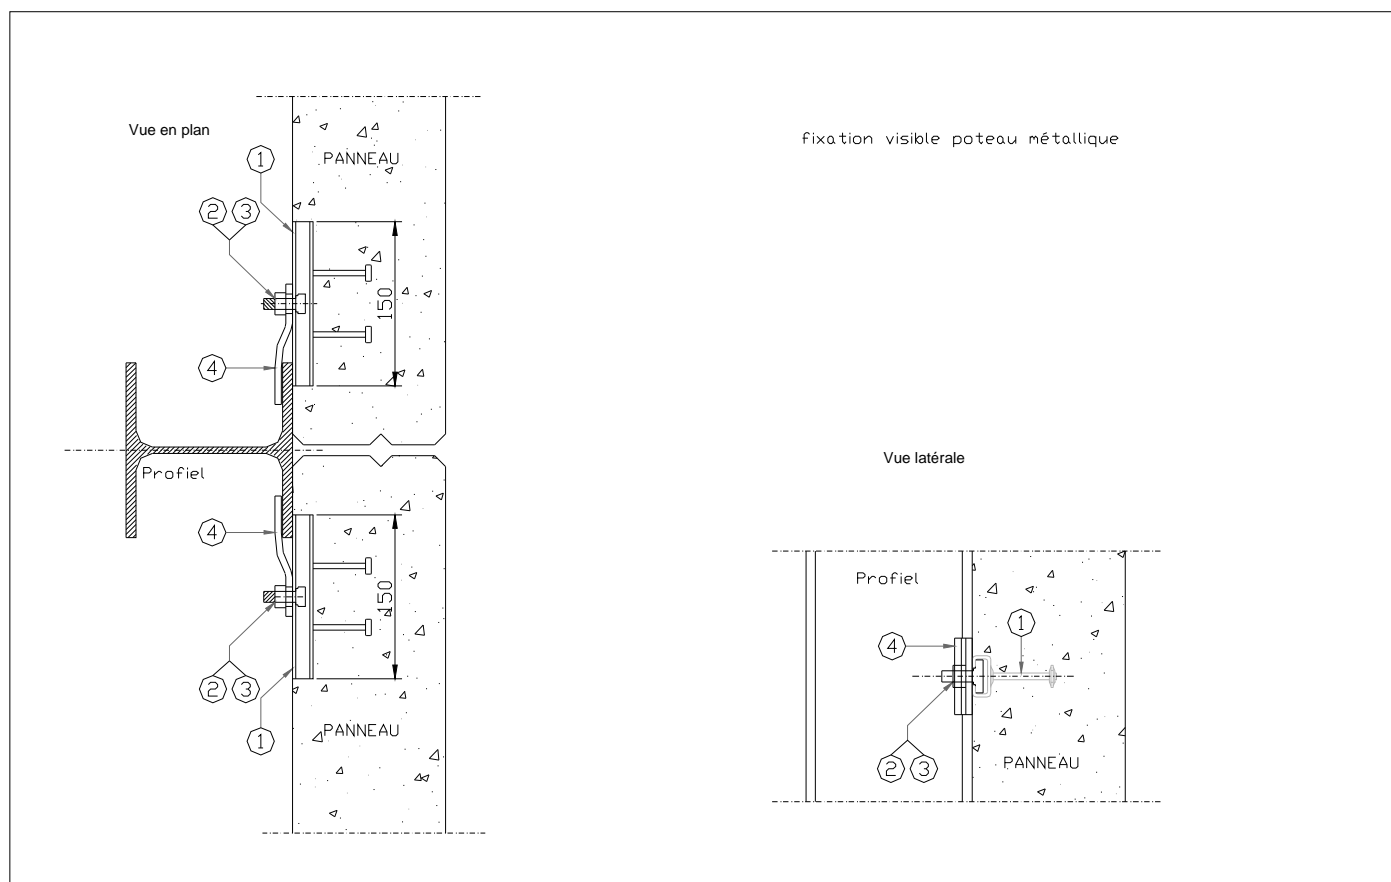 Vue en plan
fixation visible poteau métallique
PANNEAU
1
2 3
150
4
Profiel
4
150
2 3
1
PANNEAU
Vue latérale
Profiel
1
4
2 3
PANNEAU